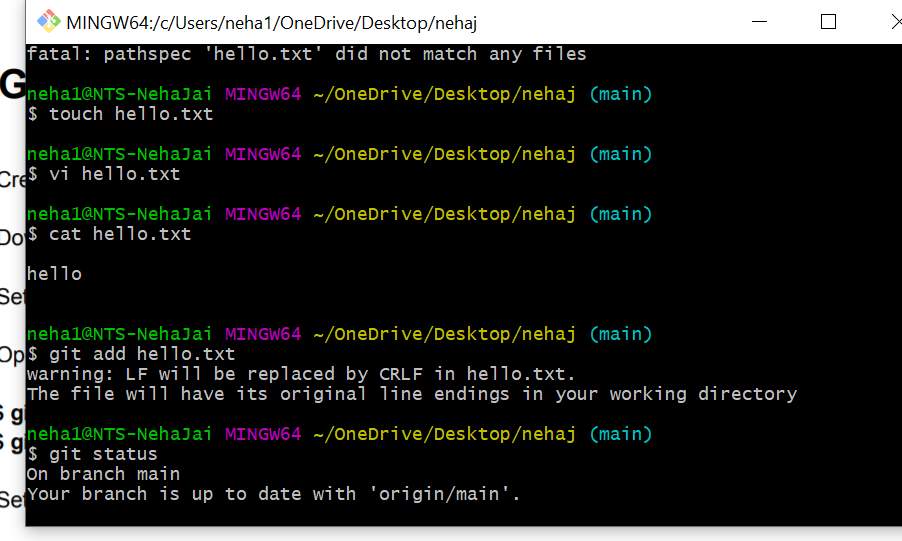 MINGW64:/c/Users/neha1/OneDrive/Desktop/nehaj
fatal: pathspec 'hello.txt' did not match any files
neha1@NTS-NehaJai MINGW64 ~/OneDrive/Desktop/nehaj (main)
$ touch hello.txt
neha1@NTS-NehaJai MINGW64 ~/OneDrive/Desktop/nehaj (main)
$ vi hello.txt
neha1@NTS-NehaJai MINGW64 ~/OneDrive/Desktop/nehaj (main)
$ cat hello.txt
hello
neha1@NTS-NehaJai MINGW64 ~/OneDrive/Desktop/nehaj (main)
$ git add hello.txt
warning: LF will be replaced by CRLF in hello.txt.
The file will have its original line endings in your working directory
neha1@NTS-NehaJai MINGW64 ~/OneDrive/Desktop/nehaj (main)
$ git status
On branch main
Your branch is up to date with 'origin/main'.